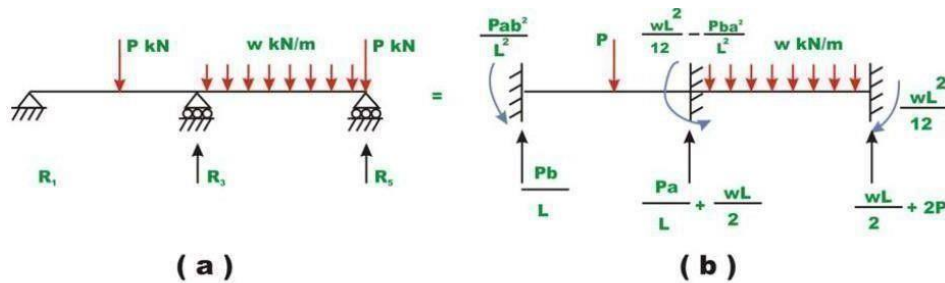 P kN
w kN/m
P kN
R₁
R₃
R₅
=
Pab²
L²
P
wL² - Pba²
12 L²
w kN/m
wL²
12
Pb
L
Pa + wL
L 2
wL + 2P
2
( a )
( b )